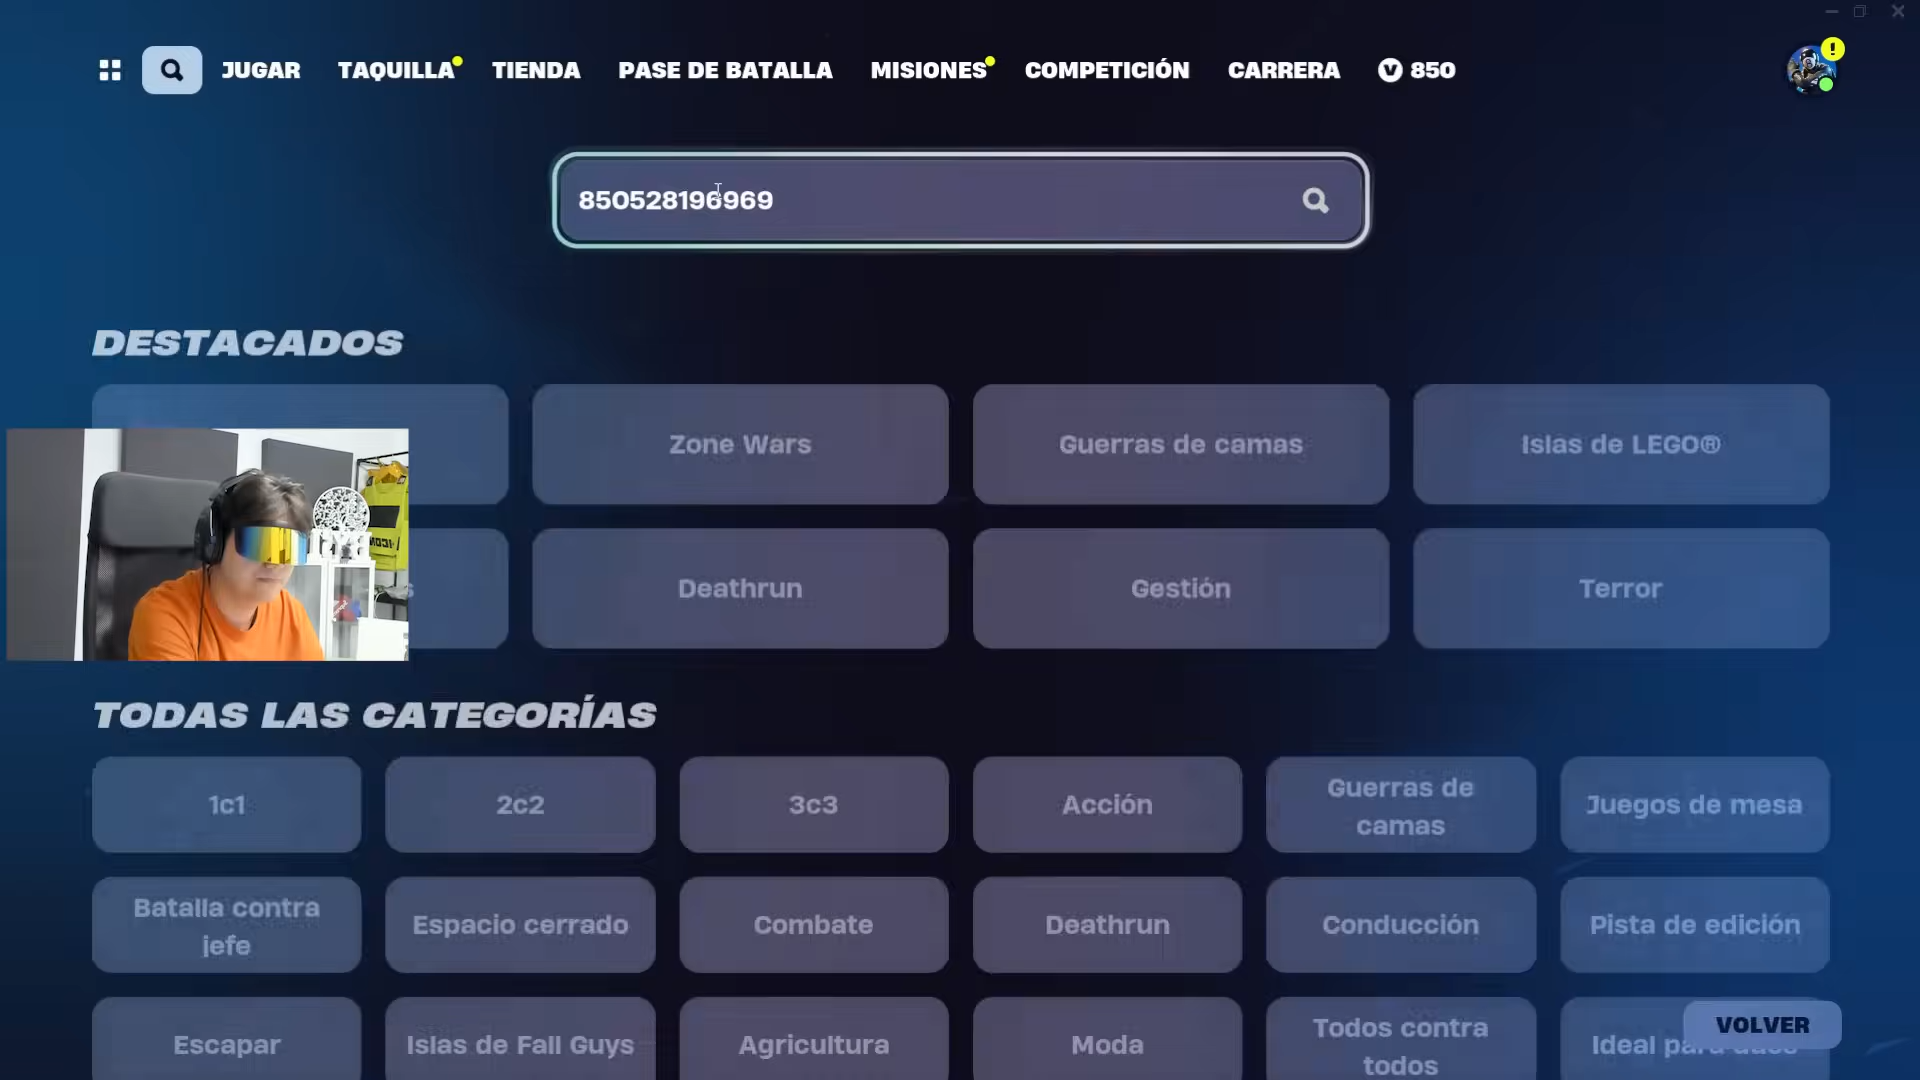 JUGAR TAQUILLA TIENDA PASE DE BATALLA MISIONES COMPETICIÓN CARRERA V 850
850528196969
DESTACADOS
Zone Wars
Guerras de camas
Islas de LEGO®
Deathrun
Gestión
Terror
TODAS LAS CATEGORÍAS
1c1
2c2
3c3
Acción
Guerras de
camas
Juegos de mesa
Batalla contra
jefe
Espacio cerrado
Combate
Deathrun
Conducción
Pista de edición
Escapar
Islas de Fall Guys
Agricultura
Moda
Todos contra
todos
Ideal para
VOLVER